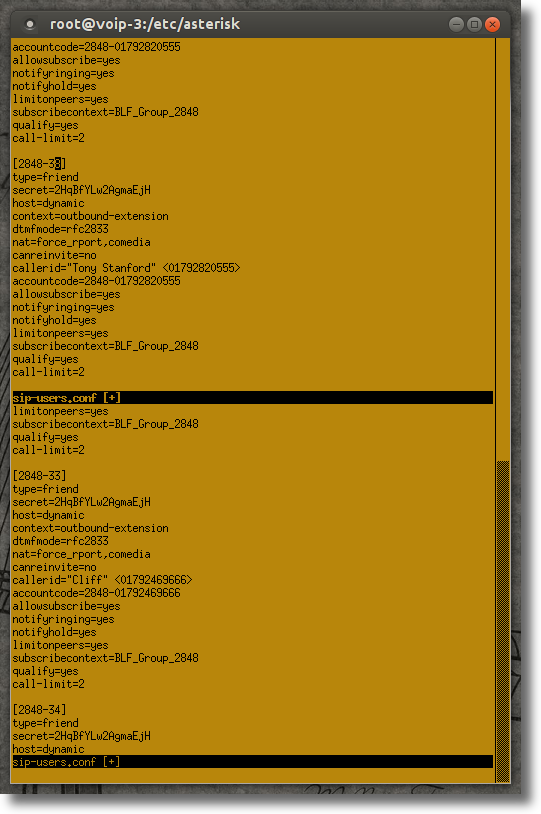 root@voip-3:/etc/asterisk
accountcode=2848-01792820555
allowsubscribe=yes
notifyringing=yes
notifyhold=yes
limitonpeers=yes
subscribecontext=BLF_Group_2848
qualify=yes
call-limit=2
[2848-38]
type=friend
secret=2HqBfYLw2AgmaEjH
host=dynamic
context=outbound-extension
dtmfmode=rfc2833
nat=force_rport,comedia
canreinvite=no
callerid="Tony Stanford" <01792820555>
accountcode=2848-01792820555
allowsubscribe=yes
notifyringing=yes
notifyhold=yes
limitonpeers=yes
subscribecontext=BLF_Group_2848
qualify=yes
call-limit=2
sip-users.conf [+]
limitonpeers=yes
subscribecontext=BLF_Group_2848
qualify=yes
call-limit=2
[2848-33]
type=friend
secret=2HqBfYLw2AgmaEjH
host=dynamic
context=outbound-extension
dtmfmode=rfc2833
nat=force_rport,comedia
canreinvite=no
callerid="Cliff" <01792469666>
accountcode=2848-01792469666
allowsubscribe=yes
notifyringing=yes
notifyhold=yes
limitonpeers=yes
subscribecontext=BLF_Group_2848
qualify=yes
call-limit=2
[2848-34]
type=friend
secret=2HqBfYLw2AgmaEjH
host=dynamic
sip-users.conf [+]